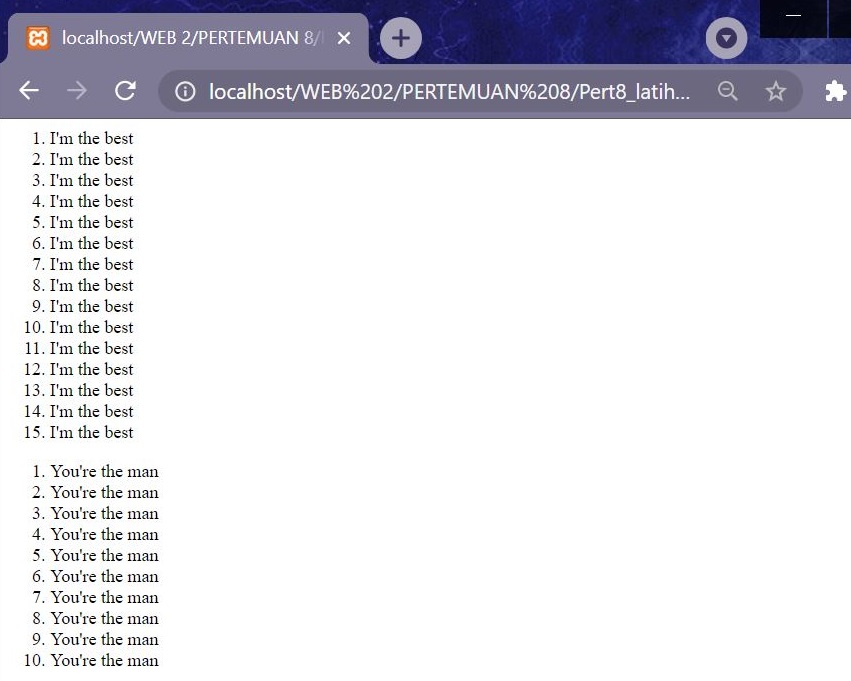 localhost/WEB 2/PERTEMUAN 8/
localhost/WEB%202/PERTEMUAN%208/Pert8_latih...
1. I'm the best
2. I'm the best
3. I'm the best
4. I'm the best
5. I'm the best
6. I'm the best
7. I'm the best
8. I'm the best
9. I'm the best
10. I'm the best
11. I'm the best
12. I'm the best
13. I'm the best
14. I'm the best
15. I'm the best
1. You're the man
2. You're the man
3. You're the man
4. You're the man
5. You're the man
6. You're the man
7. You're the man
8. You're the man
9. You're the man
10. You're the man